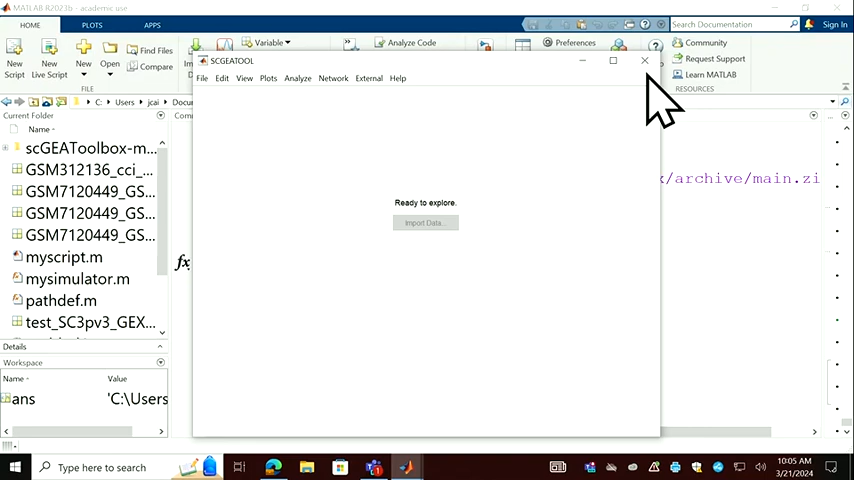 MATLAB R2023b - academic use
HOME PLOTS APPS Search Documentation Sign In
New Script
New Live Script
New
Open
Find Files
Compare
Variable
Analyze Code
Preferences
Community
Request Support
Learn MATLAB
FILE
RESOURCES
C: Users jcai
Current Folder
Name
scGEAToolbox-m...
GSM312136_cci_...
GSM7120449_GS...
GSM7120449_GS...
GSM7120449_GS...
myscript.m
mysimulator.m
pathdef.m
test_SC3pv3_GEX...
Details
Workspace
Name Value
ans 'C:\Users
fx
SCGEATOOL
File Edit View Plots Analyze Network External Help
Ready to explore.
Import Data...
x/archive/main.zi
Type here to search
10:05 AM
3/21/2024